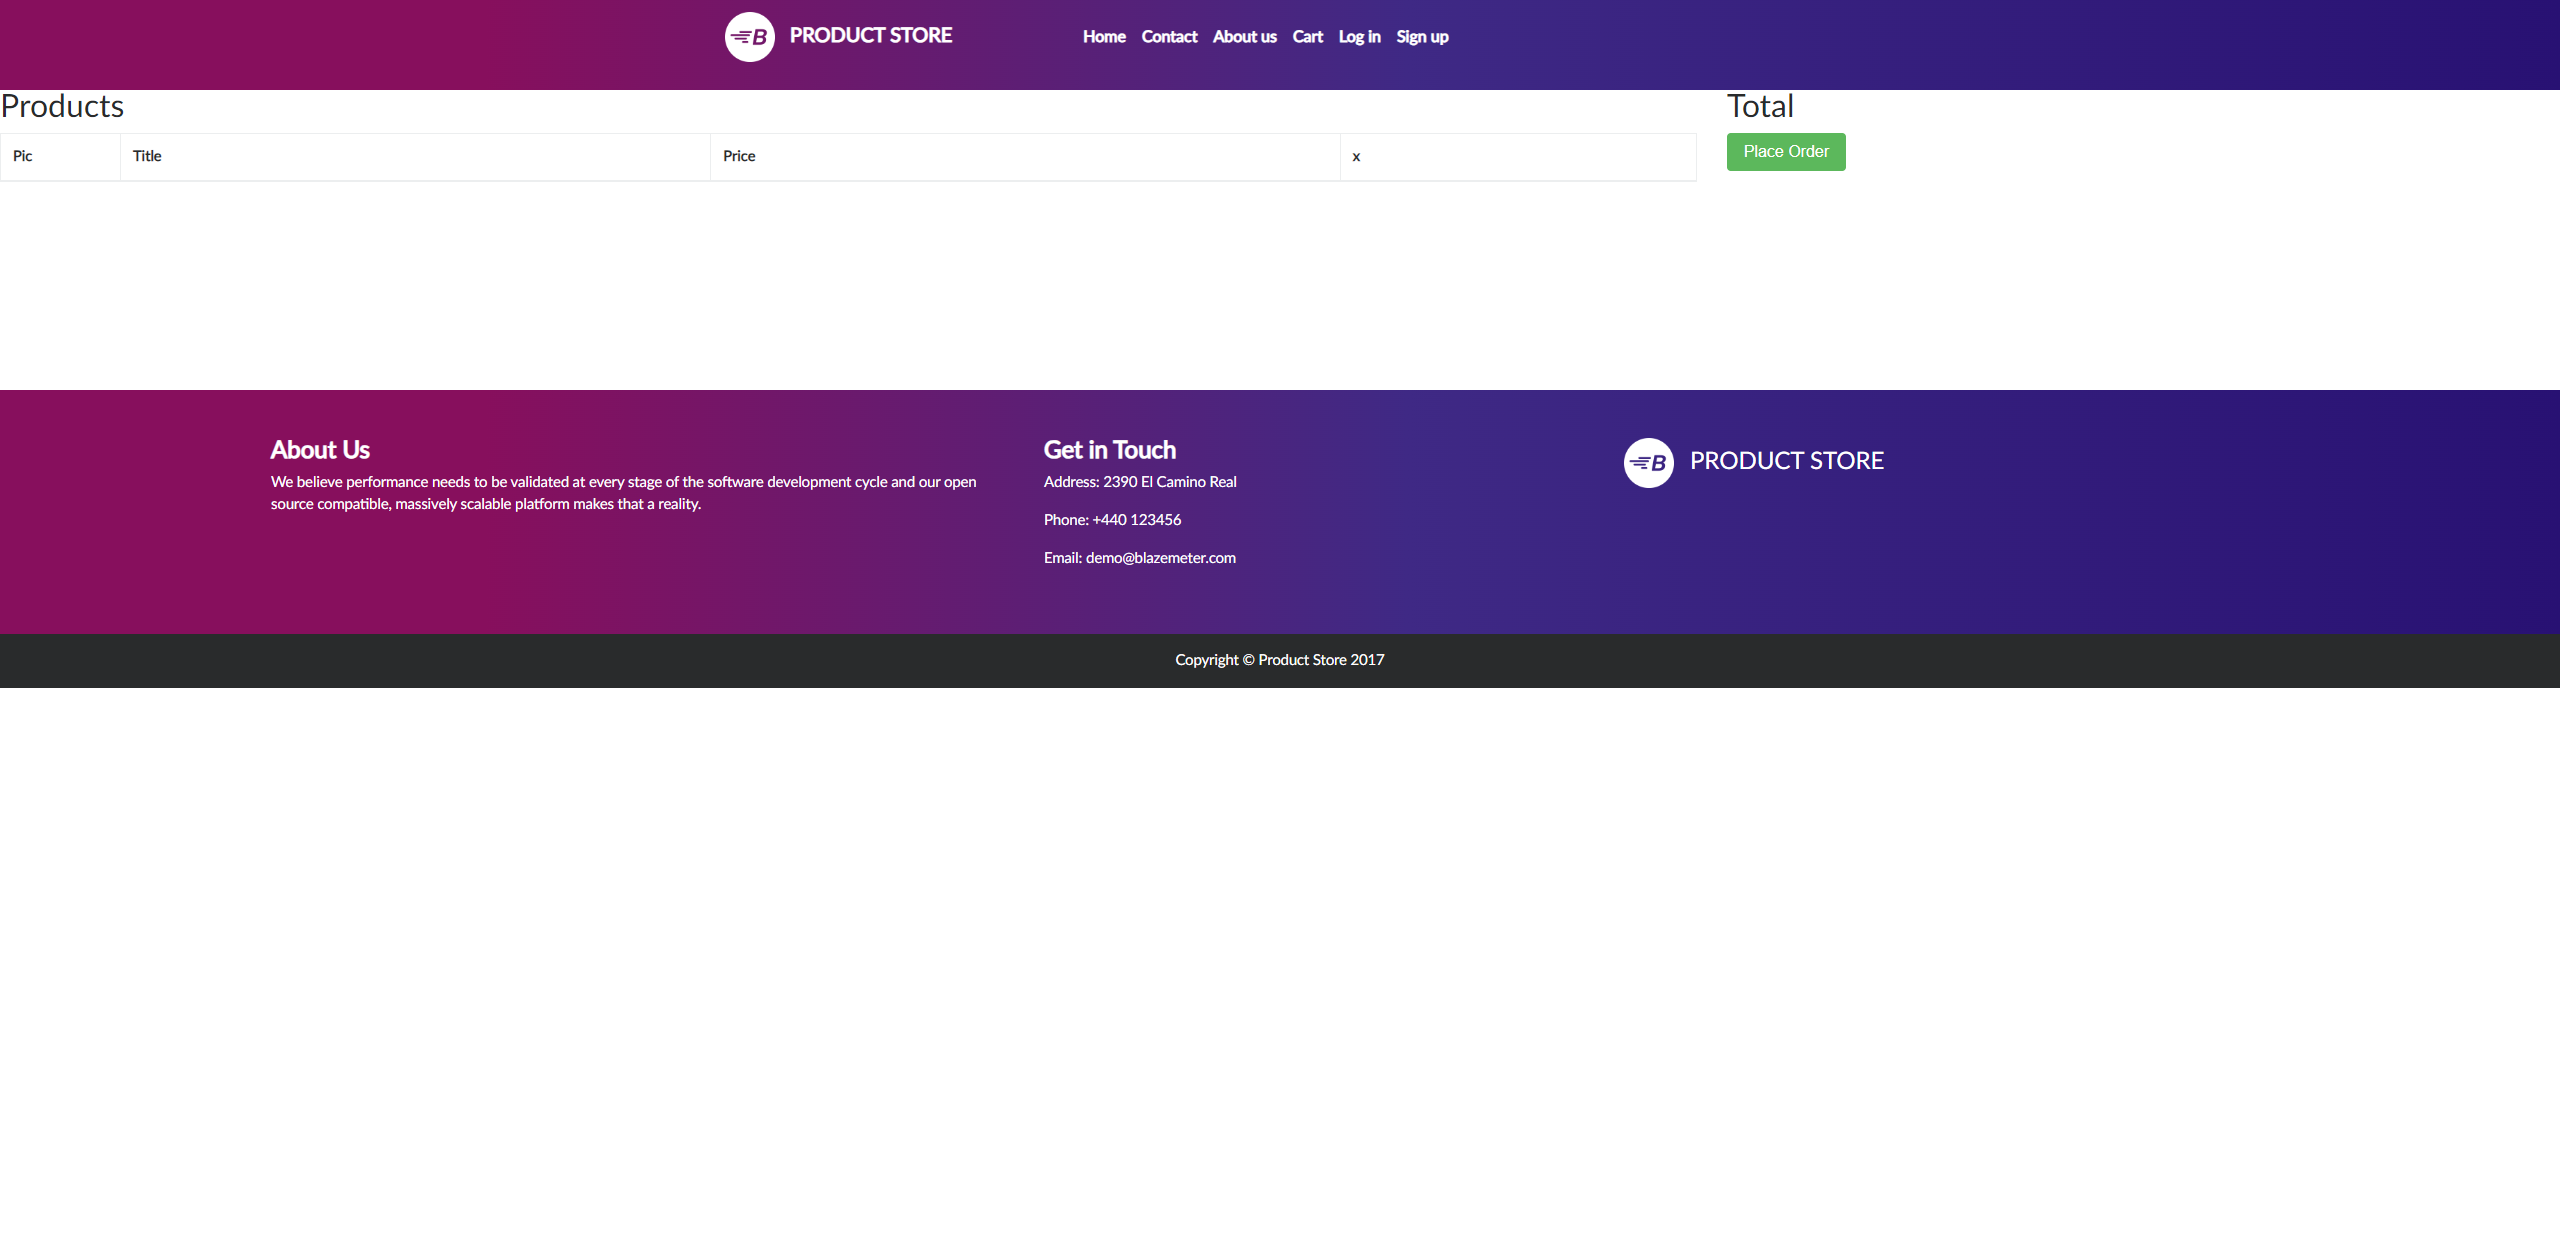 B PRODUCT STORE Home Contact About us Cart Log in Sign up
Products
Total
Pic Title Price x
Place Order
About Us
We believe performance needs to be validated at every stage of the software development cycle and our open
source compatible, massively scalable platform makes that a reality.
Get in Touch
Address: 2390 El Camino Real
Phone: +440 123456
Email: demo@blazemeter.com
B PRODUCT STORE
Copyright © Product Store 2017